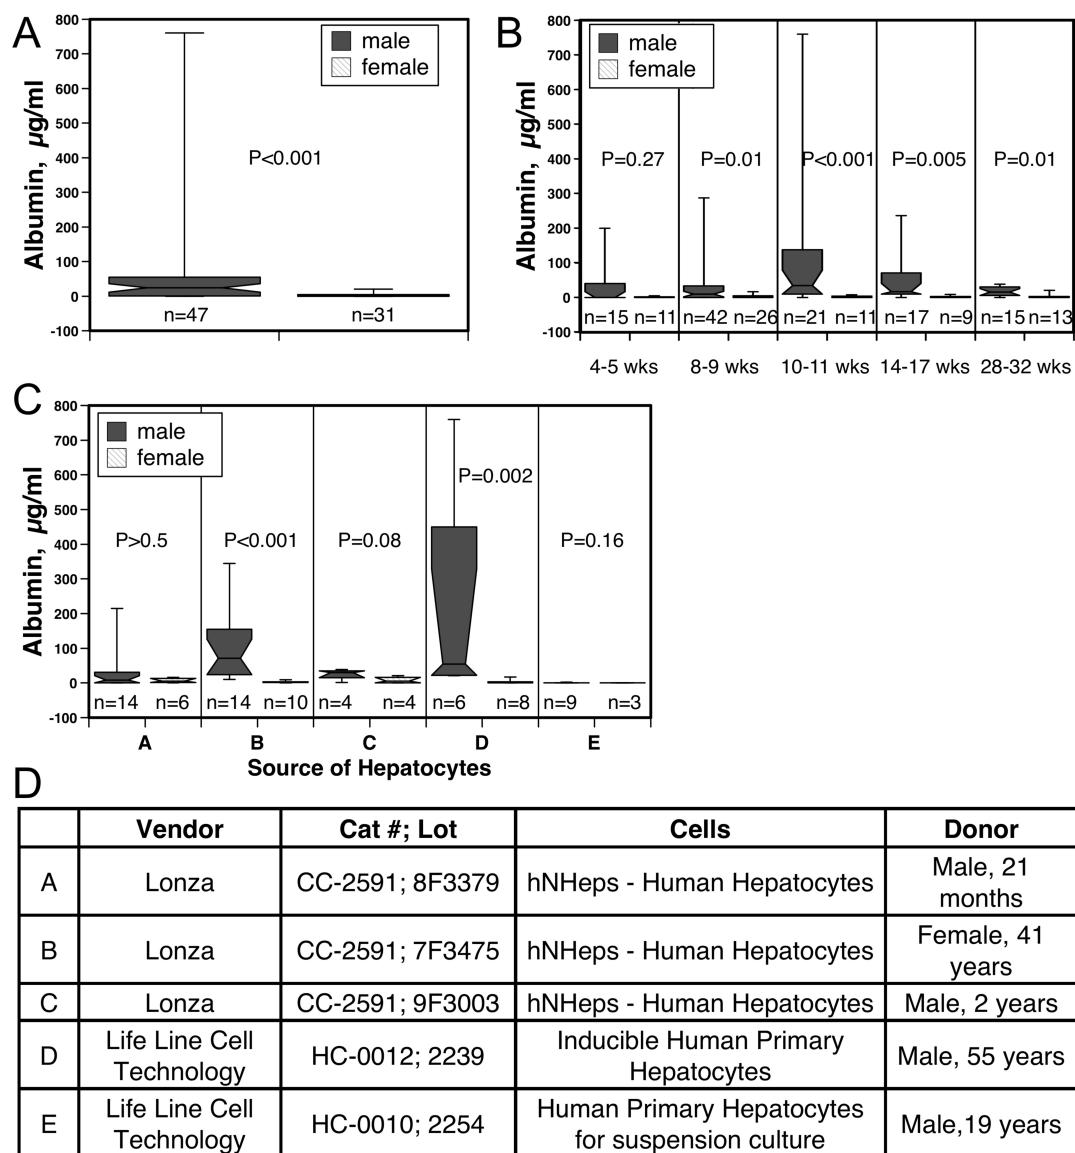 A
Albumin, µg/ml
800
700
600
500
400
300
200
100
0
-100
male
female
P<0.001
n=47
n=31
B
Albumin, µg/ml
800
700
600
500
400
300
200
100
0
-100
male
female
P=0.27
P=0.01
P<0.001
P=0.005
P=0.01
n=15 n=11 n=42 n=26 n=21 n=11 n=17 n=9 n=15 n=13
4-5 wks 8-9 wks 10-11 wks 14-17 wks 28-32 wks
C
Albumin, µg/ml
800
700
600
500
400
300
200
100
0
-100
male
female
P=0.002
P>0.5
P<0.001
P=0.08
P=0.16
n=14 n=6 n=14 n=10 n=4 n=4 n=6 n=8 n=9 n=3
A B C D E
Source of Hepatocytes
D
Vendor Cat #; Lot Cells Donor
A Lonza CC-2591; 8F3379 hNHeps - Human Hepatocytes Male, 21
months
B Lonza CC-2591; 7F3475 hNHeps - Human Hepatocytes Female, 41
years
C Lonza CC-2591; 9F3003 hNHeps - Human Hepatocytes Male, 2 years
D Life Line Cell
Technology
HC-0012; 2239
Inducible Human Primary
Hepatocytes
Male, 55 years
E Life Line Cell
Technology
HC-0010; 2254
Human Primary Hepatocytes
for suspension culture
Male,19 years